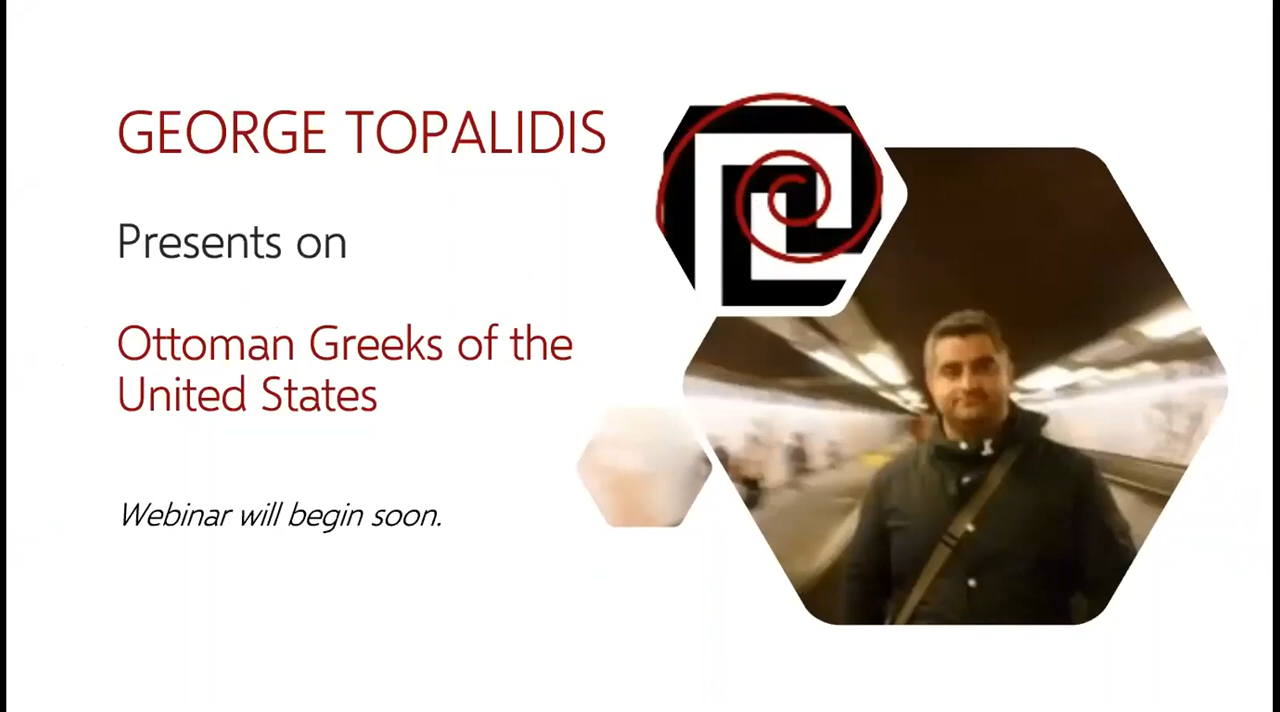 GEORGE TOPALIDIS
Presents on
Ottoman Greeks of the
United States
Webinar will begin soon.